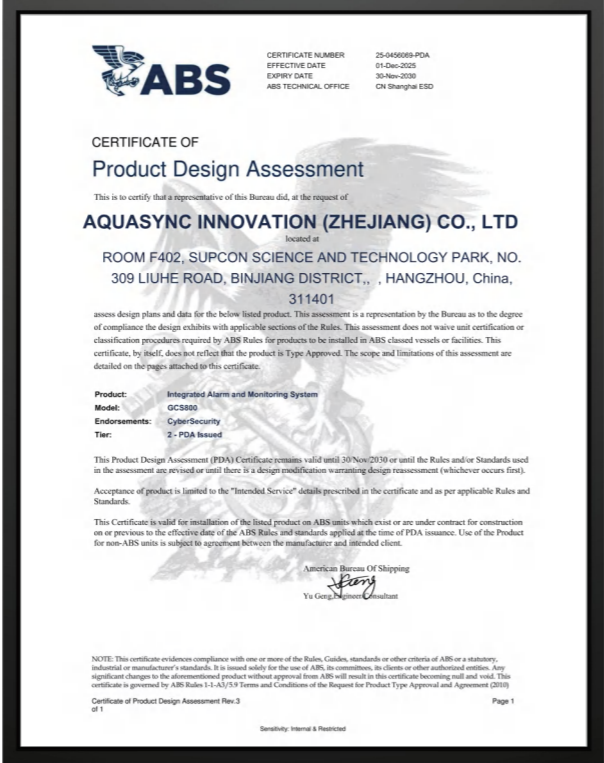 ABS
CERTIFICATE NUMBER 25-0456069-PDA
EFFECTIVE DATE 01-Dec-2025
EXPIRY DATE 30-Nov-2030
ABS TECHNICAL OFFICE CN Shanghai ESD
CERTIFICATE OF
Product Design Assessment
This is to certify that a representative of this Bureau did, at the request of
AQUASYNC INNOVATION (ZHEJIANG) CO., LTD
located at
ROOM F402, SUPCON SCIENCE AND TECHNOLOGY PARK, NO.
309 LIUHE ROAD, BINJIANG DISTRICT,, , HANGZHOU, China,
311401
assess design plans and data for the below listed product. This assessment is a representation by the Bureau as to the degree
of compliance the design exhibits with applicable sections of the Rules. This assessment does not waive unit certification or
classification procedures required by ABS Rules for products to be installed in ABS classed vessels or facilities. This
certificate, by itself, does not reflect that the product is Type Approved. The scope and limitations of this assessment are
detailed on the pages attached to this certificate.
Product: Integrated Alarm and Monitoring System
Model: GCS800
Endorsements: CyberSecurity
Tier: 2 - PDA Issued
This Product Design Assessment (PDA) Certificate remains valid until 30/Nov/2030 or until the Rules and/or Standards used
in the assessment are revised or until there is a design modification warranting design reassessment (whichever occurs first).
Acceptance of product is limited to the "Intended Service" details prescribed in the certificate and as per applicable Rules and
Standards.
This Certificate is valid for installation of the listed product on ABS units which exist or are under contract for construction
on or previous to the effective date of the ABS Rules and standards applied at the time of PDA issuance. Use of the Product
for non-ABS units is subject to agreement between the manufacturer and intended client.
American Bureau Of Shipping
Yu Geng, Engineer/Consultant
NOTE: This certificate evidences compliance with one or more of the Rules, Guides, standards or other criteria of ABS or a statutory,
industrial or manufacturer's standards. It is issued solely for the use of ABS, its committees, its clients or other authorized entities. Any
significant changes to the aforementioned product without approval from ABS will result in this certificate becoming null and void. This
certificate is governed by ABS Rules 1-1-A3/5.9 Terms and Conditions of the Request for Product Type Approval and Agreement (2010)
Certificate of Product Design Assessment Rev.3 Page 1
of 1
Sensitivity: Internal & Restricted